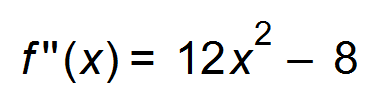 f"(x) = 12x² – 8